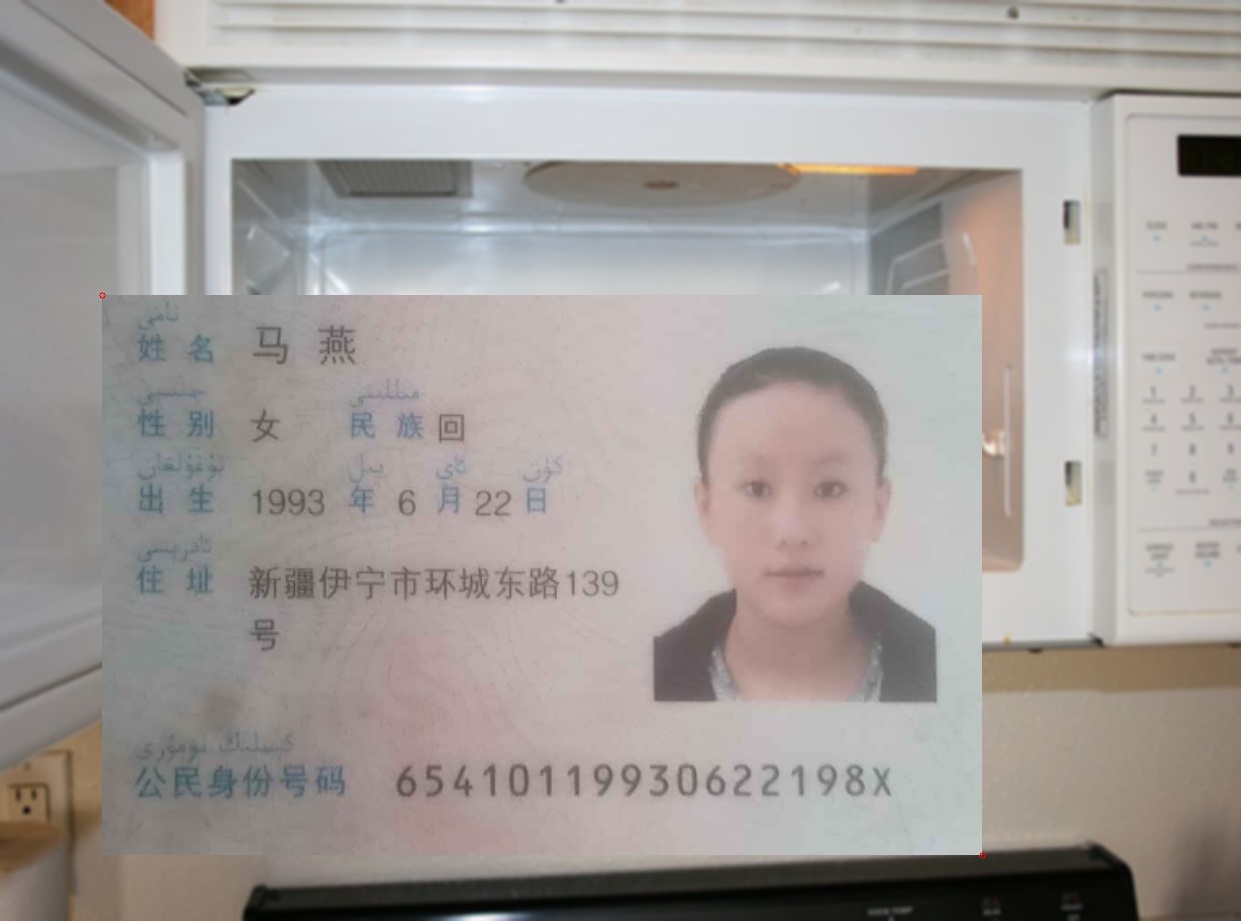 نامى
姓名 马燕
جىنسى مىللىتى
性别 女 民族 回
تۇغۇلغان يىل ئاي كۈن
出生 1993 年 6 月 22 日
ئادرېسى
住址 新疆伊宁市环城东路139
号
كىملىك نومۇرى
公民身份号码 65410119930622198X